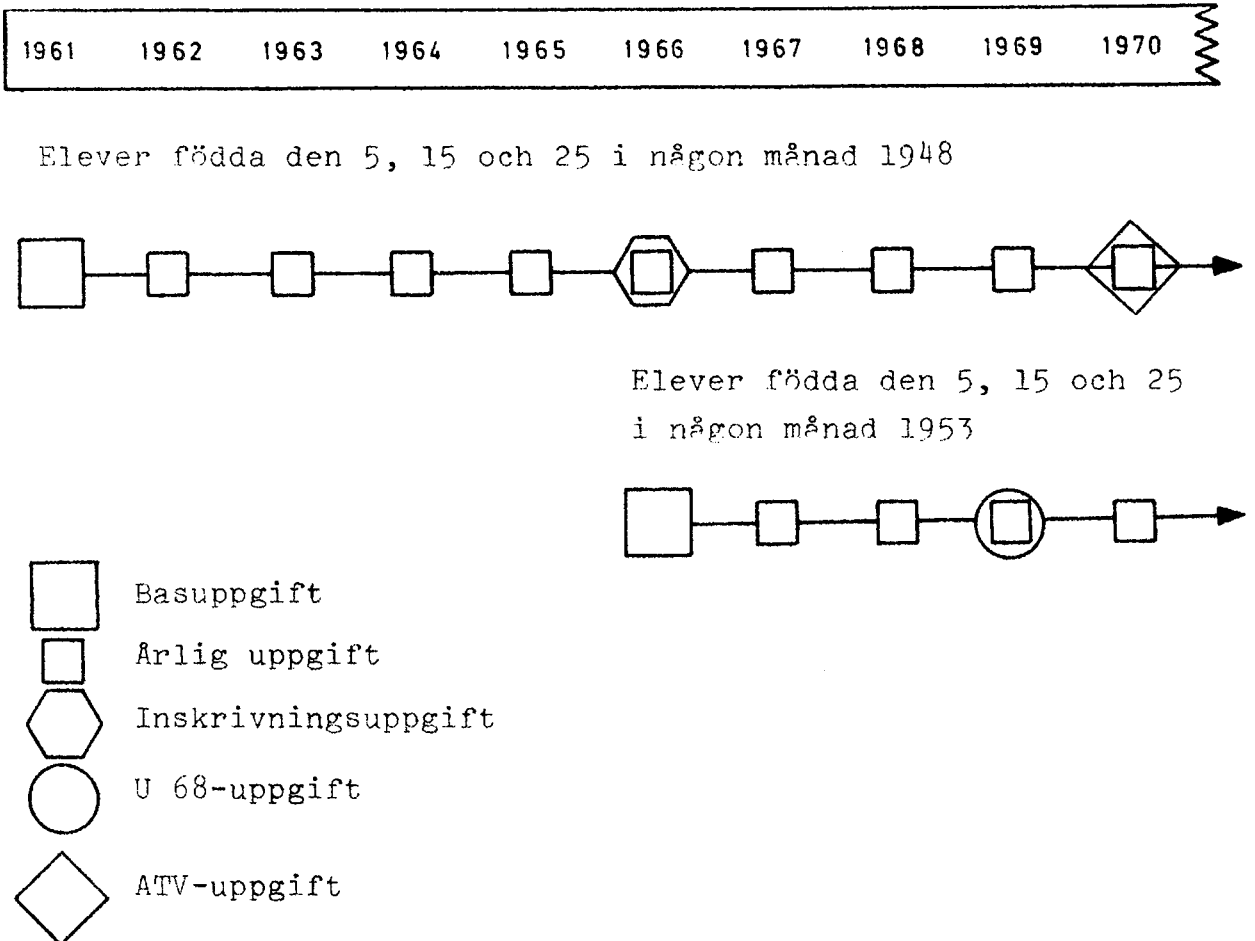 1961 1962 1963 1964 1965 1966 1967 1968 1969 1970
Elever födda den 5, 15 och 25 i någon månad 1948
Elever födda den 5, 15 och 25
i någon månad 1953
Basuppgift
Årlig uppgift
Inskrivningsuppgift
U 68-uppgift
ATV-uppgift